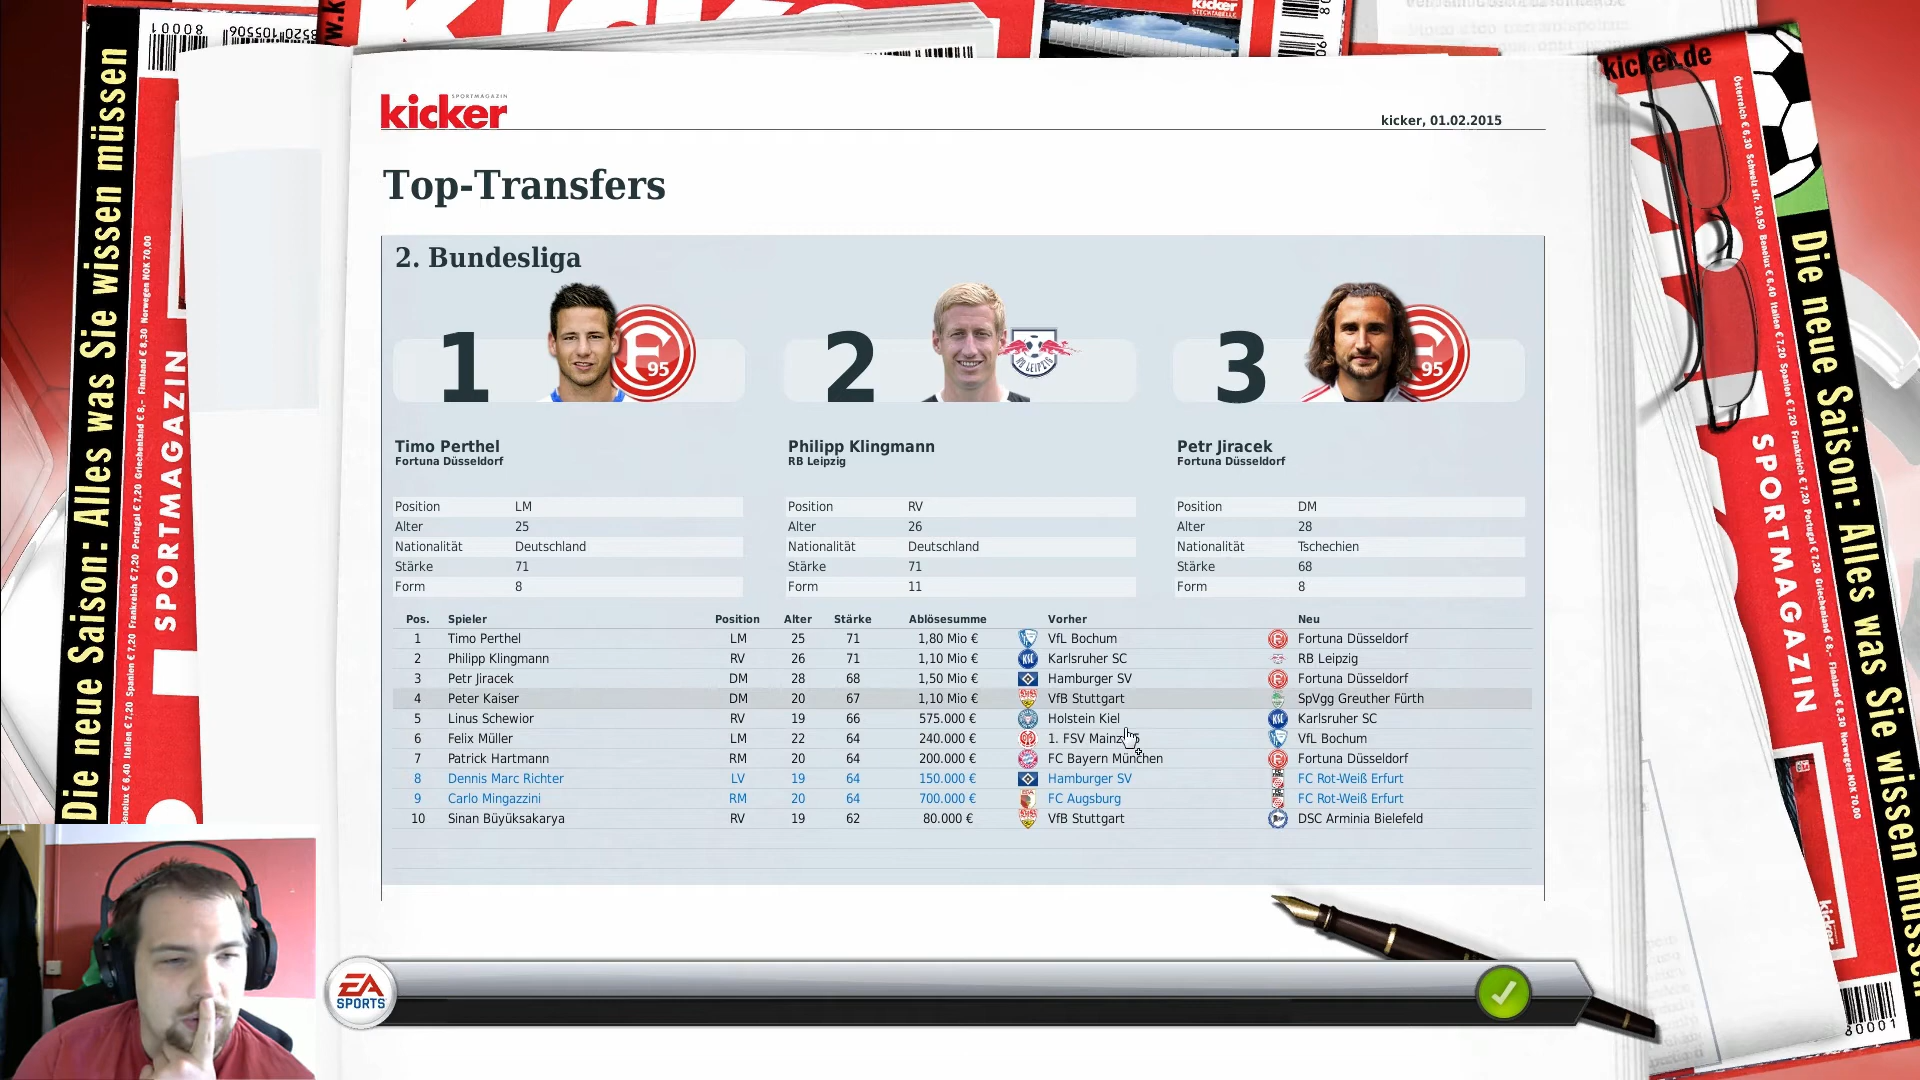 kicker
SPORTMAGAZIN
kicker, 01.02.2015
Top-Transfers
2. Bundesliga
1
2
3
Timo Perthel
Fortuna Düsseldorf
Position LM
Alter 25
Nationalität Deutschland
Stärke 71
Form 8
Philipp Klingmann
RB Leipzig
Position RV
Alter 26
Nationalität Deutschland
Stärke 71
Form 11
Petr Jiracek
Fortuna Düsseldorf
Position DM
Alter 28
Nationalität Tschechien
Stärke 68
Form 8
Pos. Spieler Position Alter Stärke Ablösesumme Vorher Neu
1 Timo Perthel LM 25 71 1,80 Mio € VfL Bochum Fortuna Düsseldorf
2 Philipp Klingmann RV 26 71 1,10 Mio € Karlsruher SC RB Leipzig
3 Petr Jiracek DM 28 68 1,50 Mio € Hamburger SV Fortuna Düsseldorf
4 Peter Kaiser DM 20 67 1,10 Mio € VfB Stuttgart SpVgg Greuther Fürth
5 Linus Schewior RV 19 66 575.000 € Holstein Kiel Karlsruher SC
6 Felix Müller LM 22 64 240.000 € 1. FSV Mainz 05 VfL Bochum
7 Patrick Hartmann RM 20 64 200.000 € FC Bayern München Fortuna Düsseldorf
8 Dennis Marc Richter LV 19 64 150.000 € Hamburger SV FC Rot-Weiß Erfurt
9 Carlo Mingazzini RM 20 64 700.000 € FC Augsburg FC Rot-Weiß Erfurt
10 Sinan Büyüksakarya RV 19 62 80.000 € VfB Stuttgart DSC Arminia Bielefeld
EA
SPORTS
Die neue Saison: Alles was Sie wissen müssen
SPORTMAGAZIN
80001
kicker.de
Die neue Saison: Alles was Sie wissen müssen
SPORTMAGAZIN
kicker
80001